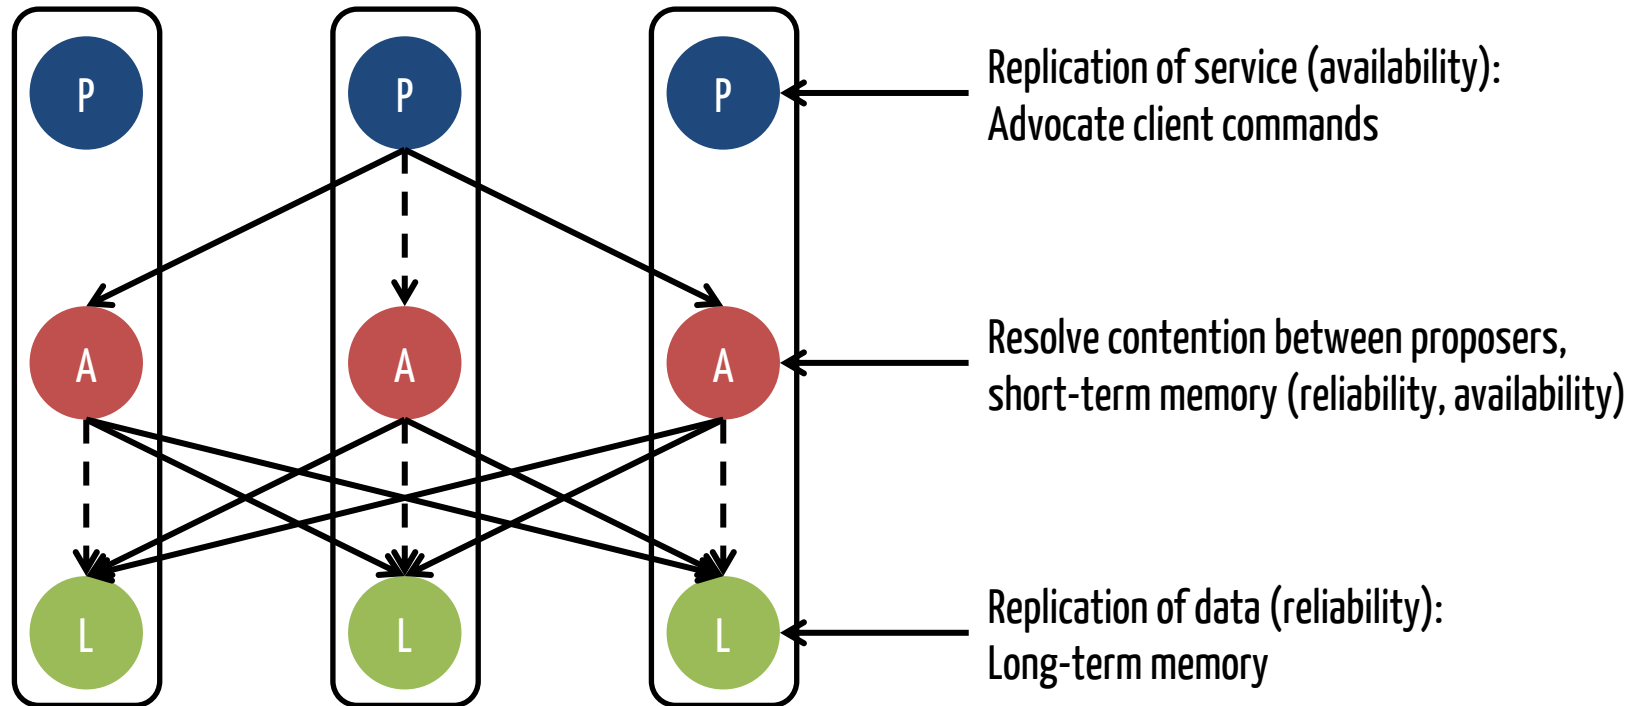 P P P
Replication of service (availability):
Advocate client commands
A A A
Resolve contention between proposers,
short-term memory (reliability, availability)
L L L
Replication of data (reliability):
Long-term memory